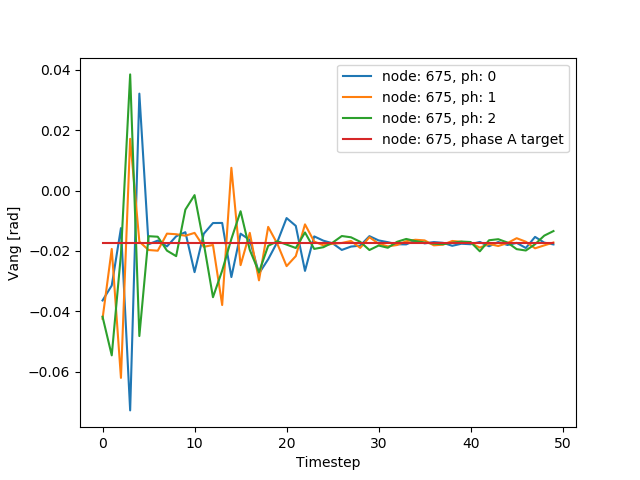 node: 675, ph: 0
node: 675, ph: 1
node: 675, ph: 2
node: 675, phase A target
0.04
0.02
0.00
−0.02
−0.04
−0.06
Vang [rad]
0 10 20 30 40 50
Timestep